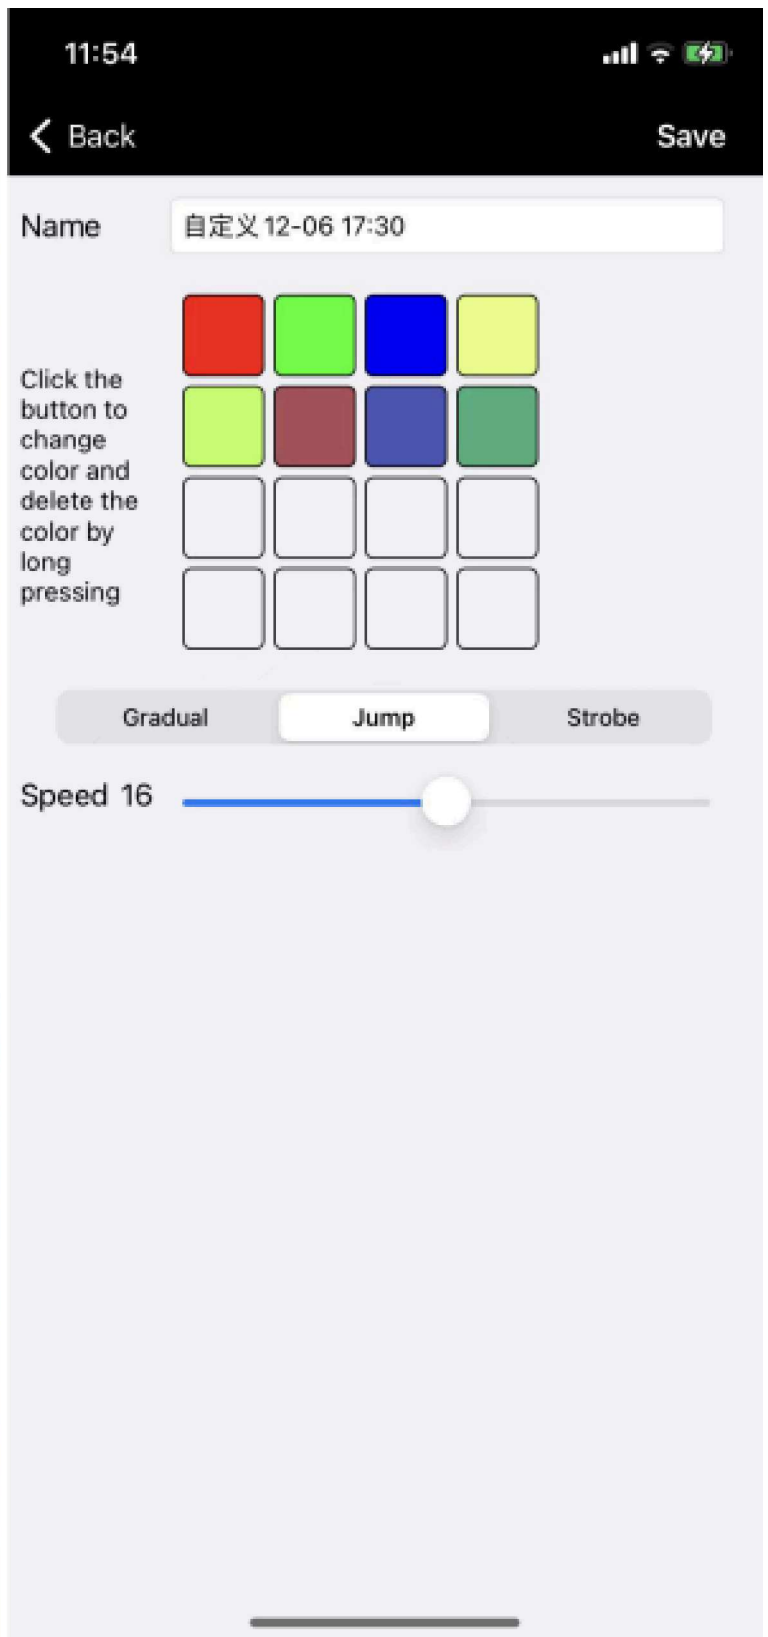 11:54
Back Save
Name 自定义 12-06 17:30
Click the
button to
change
color and
delete the
color by
long
pressing
Gradual Jump Strobe
Speed 16